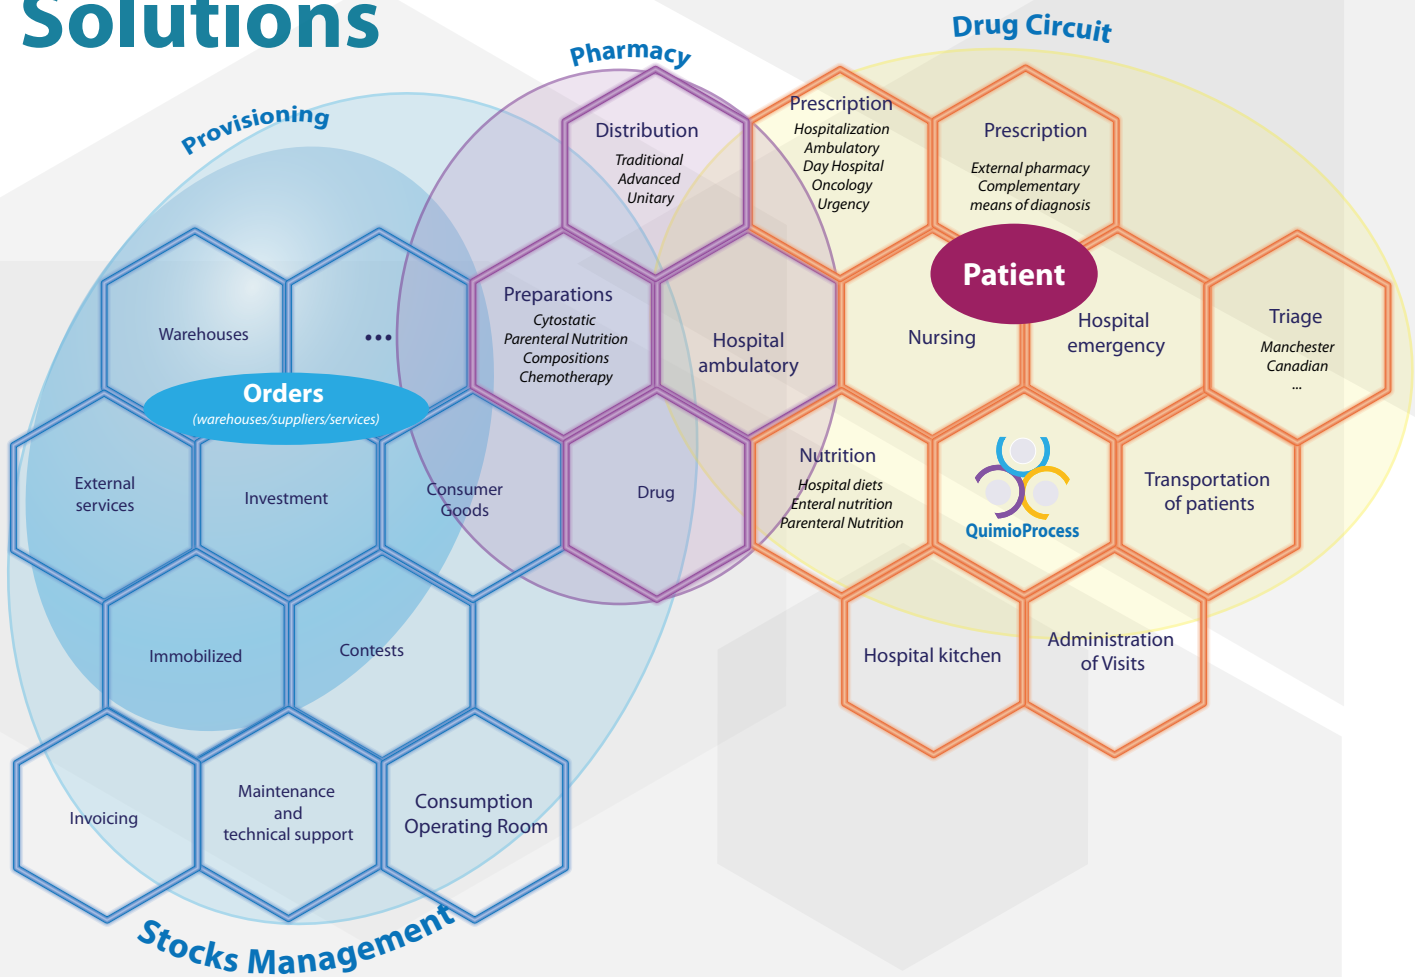 Solutions
Provisioning
Pharmacy
Drug Circuit
Distribution
Traditional
Advanced
Unitary
Prescription
Hospitalization
Ambulatory
Day Hospital
Oncology
Urgency
Prescription
External pharmacy
Complementary
means of diagnosis
Patient
Warehouses
...
Preparations
Cytostatic
Parenteral Nutrition
Compositions
Chemotherapy
Hospital
ambulatory
Nursing
Hospital
emergency
Triage
Manchester
Canadian
...
Orders
(warehouses/suppliers/services)
External
services
Investment
Consumer
Goods
Drug
Nutrition
Hospital diets
Enteral nutrition
Parenteral Nutrition
QuimioProcess
Transportation
of patients
Immobilized
Contests
Hospital kitchen
Administration
of Visits
Invoicing
Maintenance
and
technical support
Consumption
Operating Room
Stocks Management